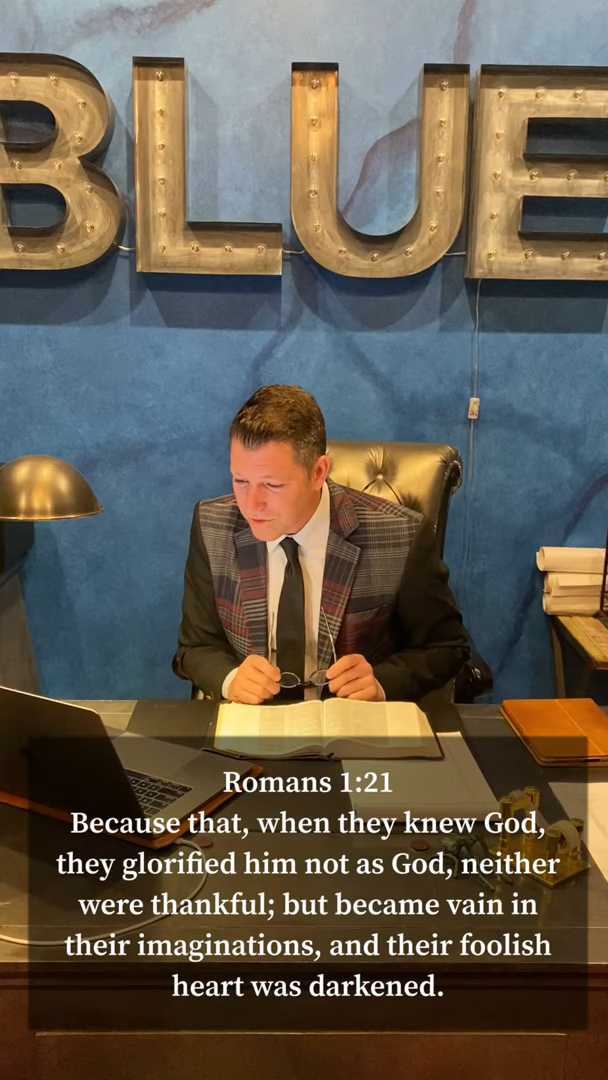 BLUE
Romans 1:21
Because that, when they knew God,
they glorified him not as God, neither
were thankful; but became vain in
their imaginations, and their foolish
heart was darkened.